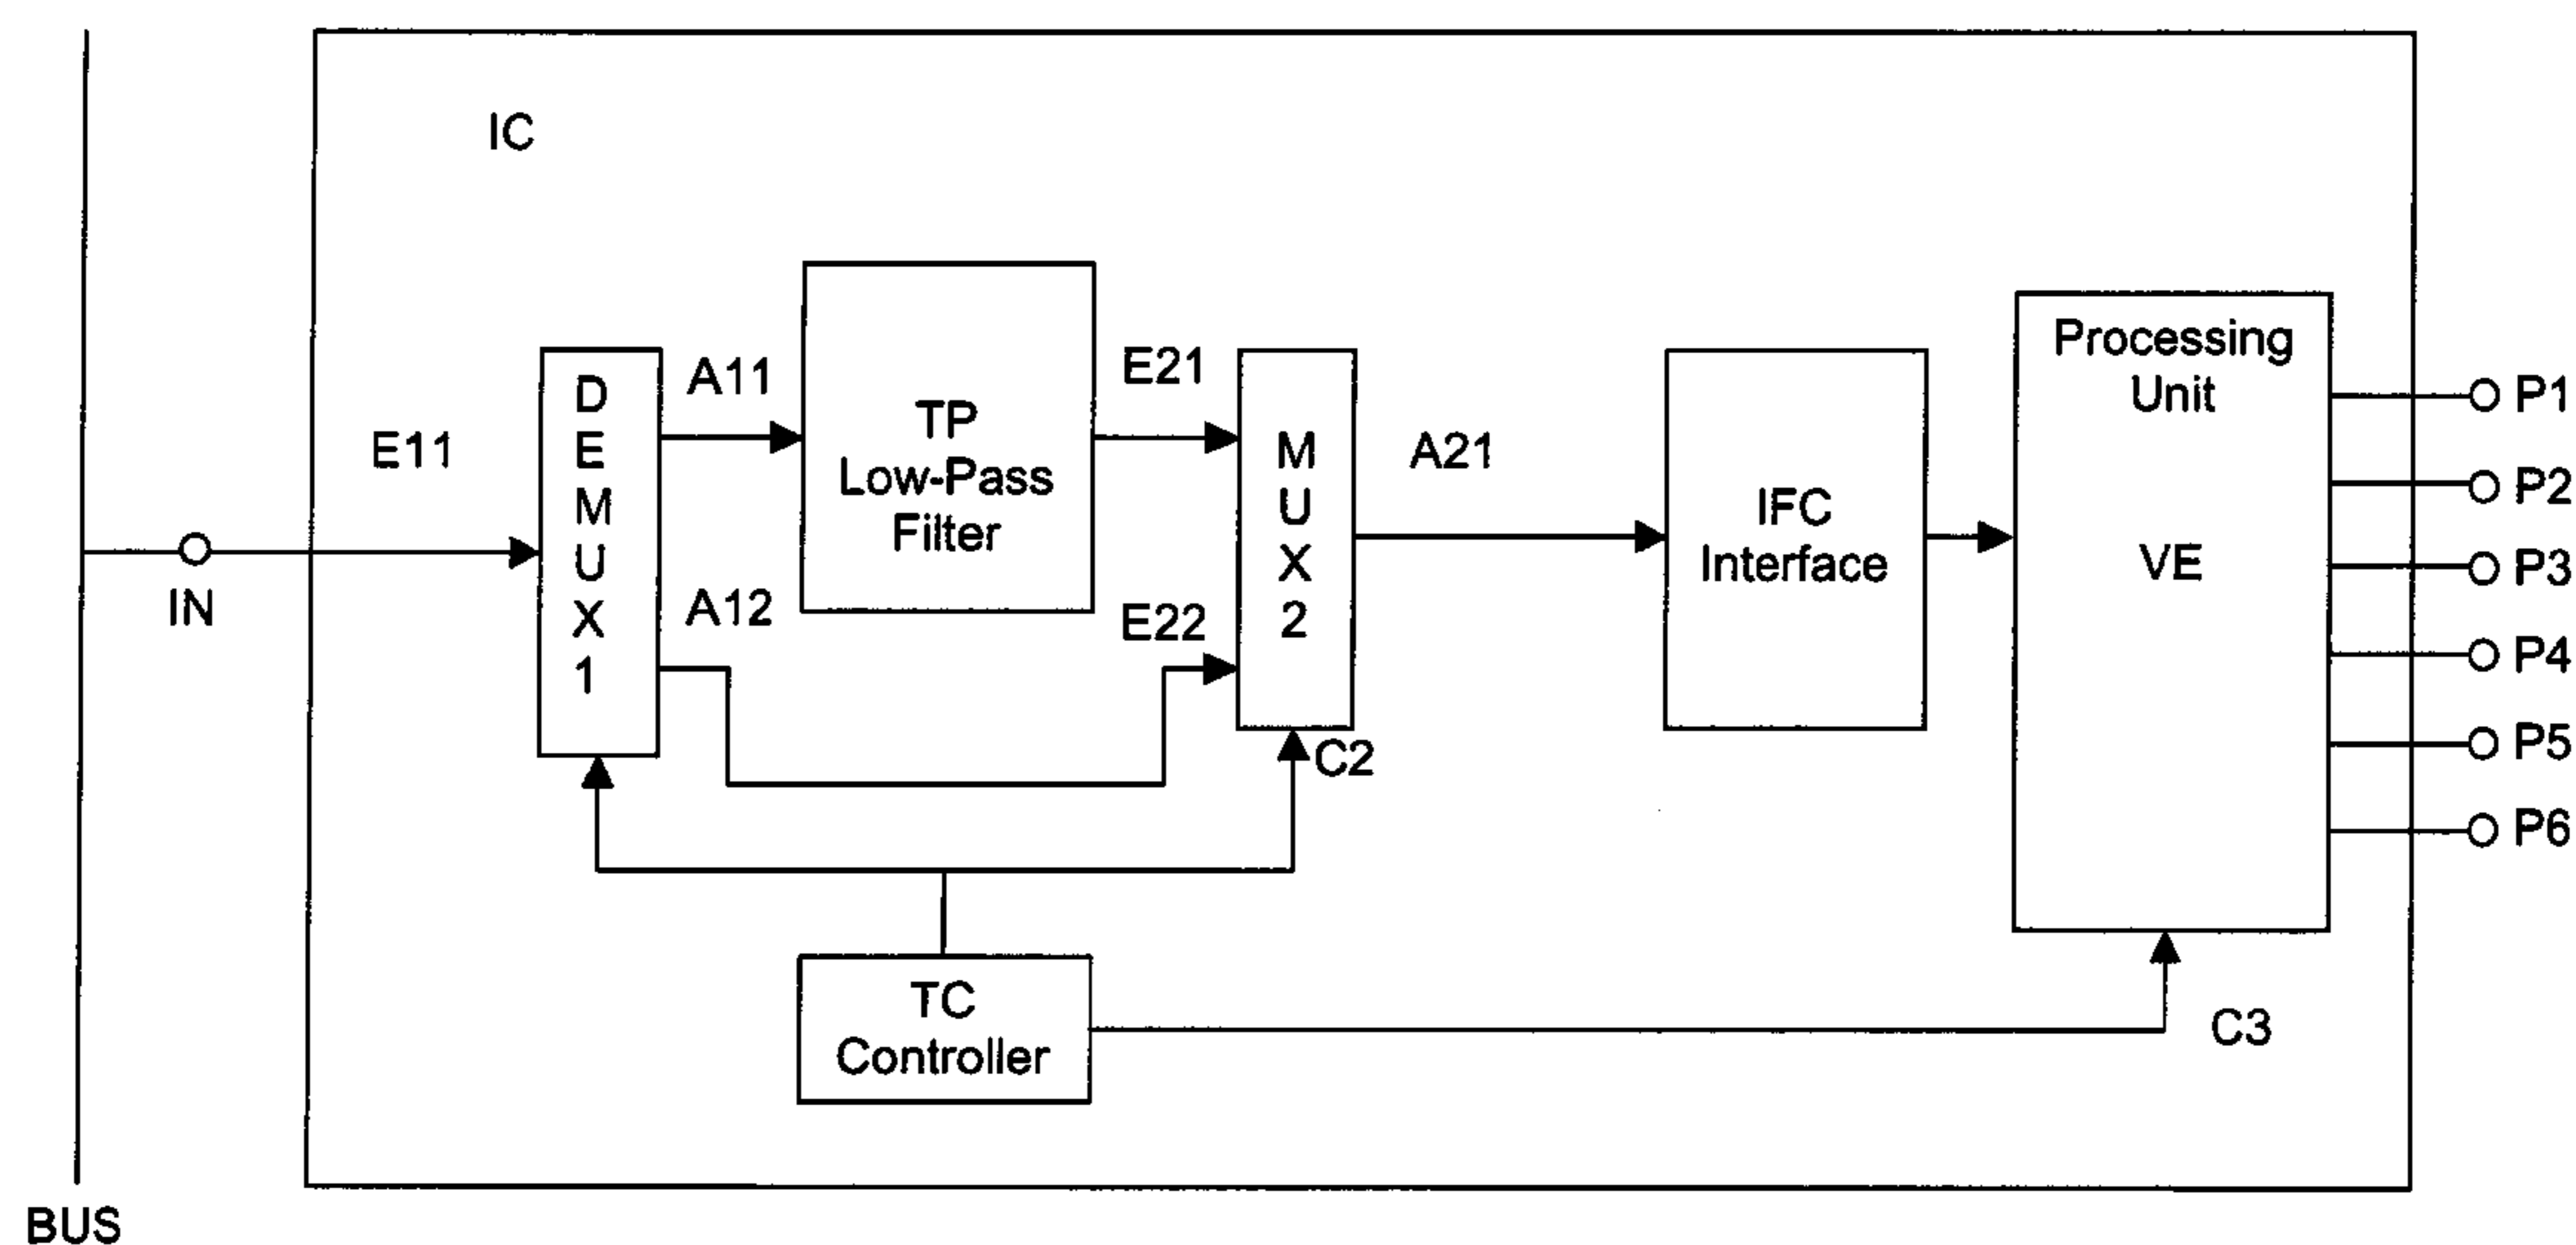 IC
E11
IN
BUS
D
E
M
U
X
1
A11
A12
TP
Low-Pass
Filter
E21
E22
M
U
X
2
C2
A21
IFC
Interface
Processing
Unit
VE
P1
P2
P3
P4
P5
P6
TC
Controller
C3